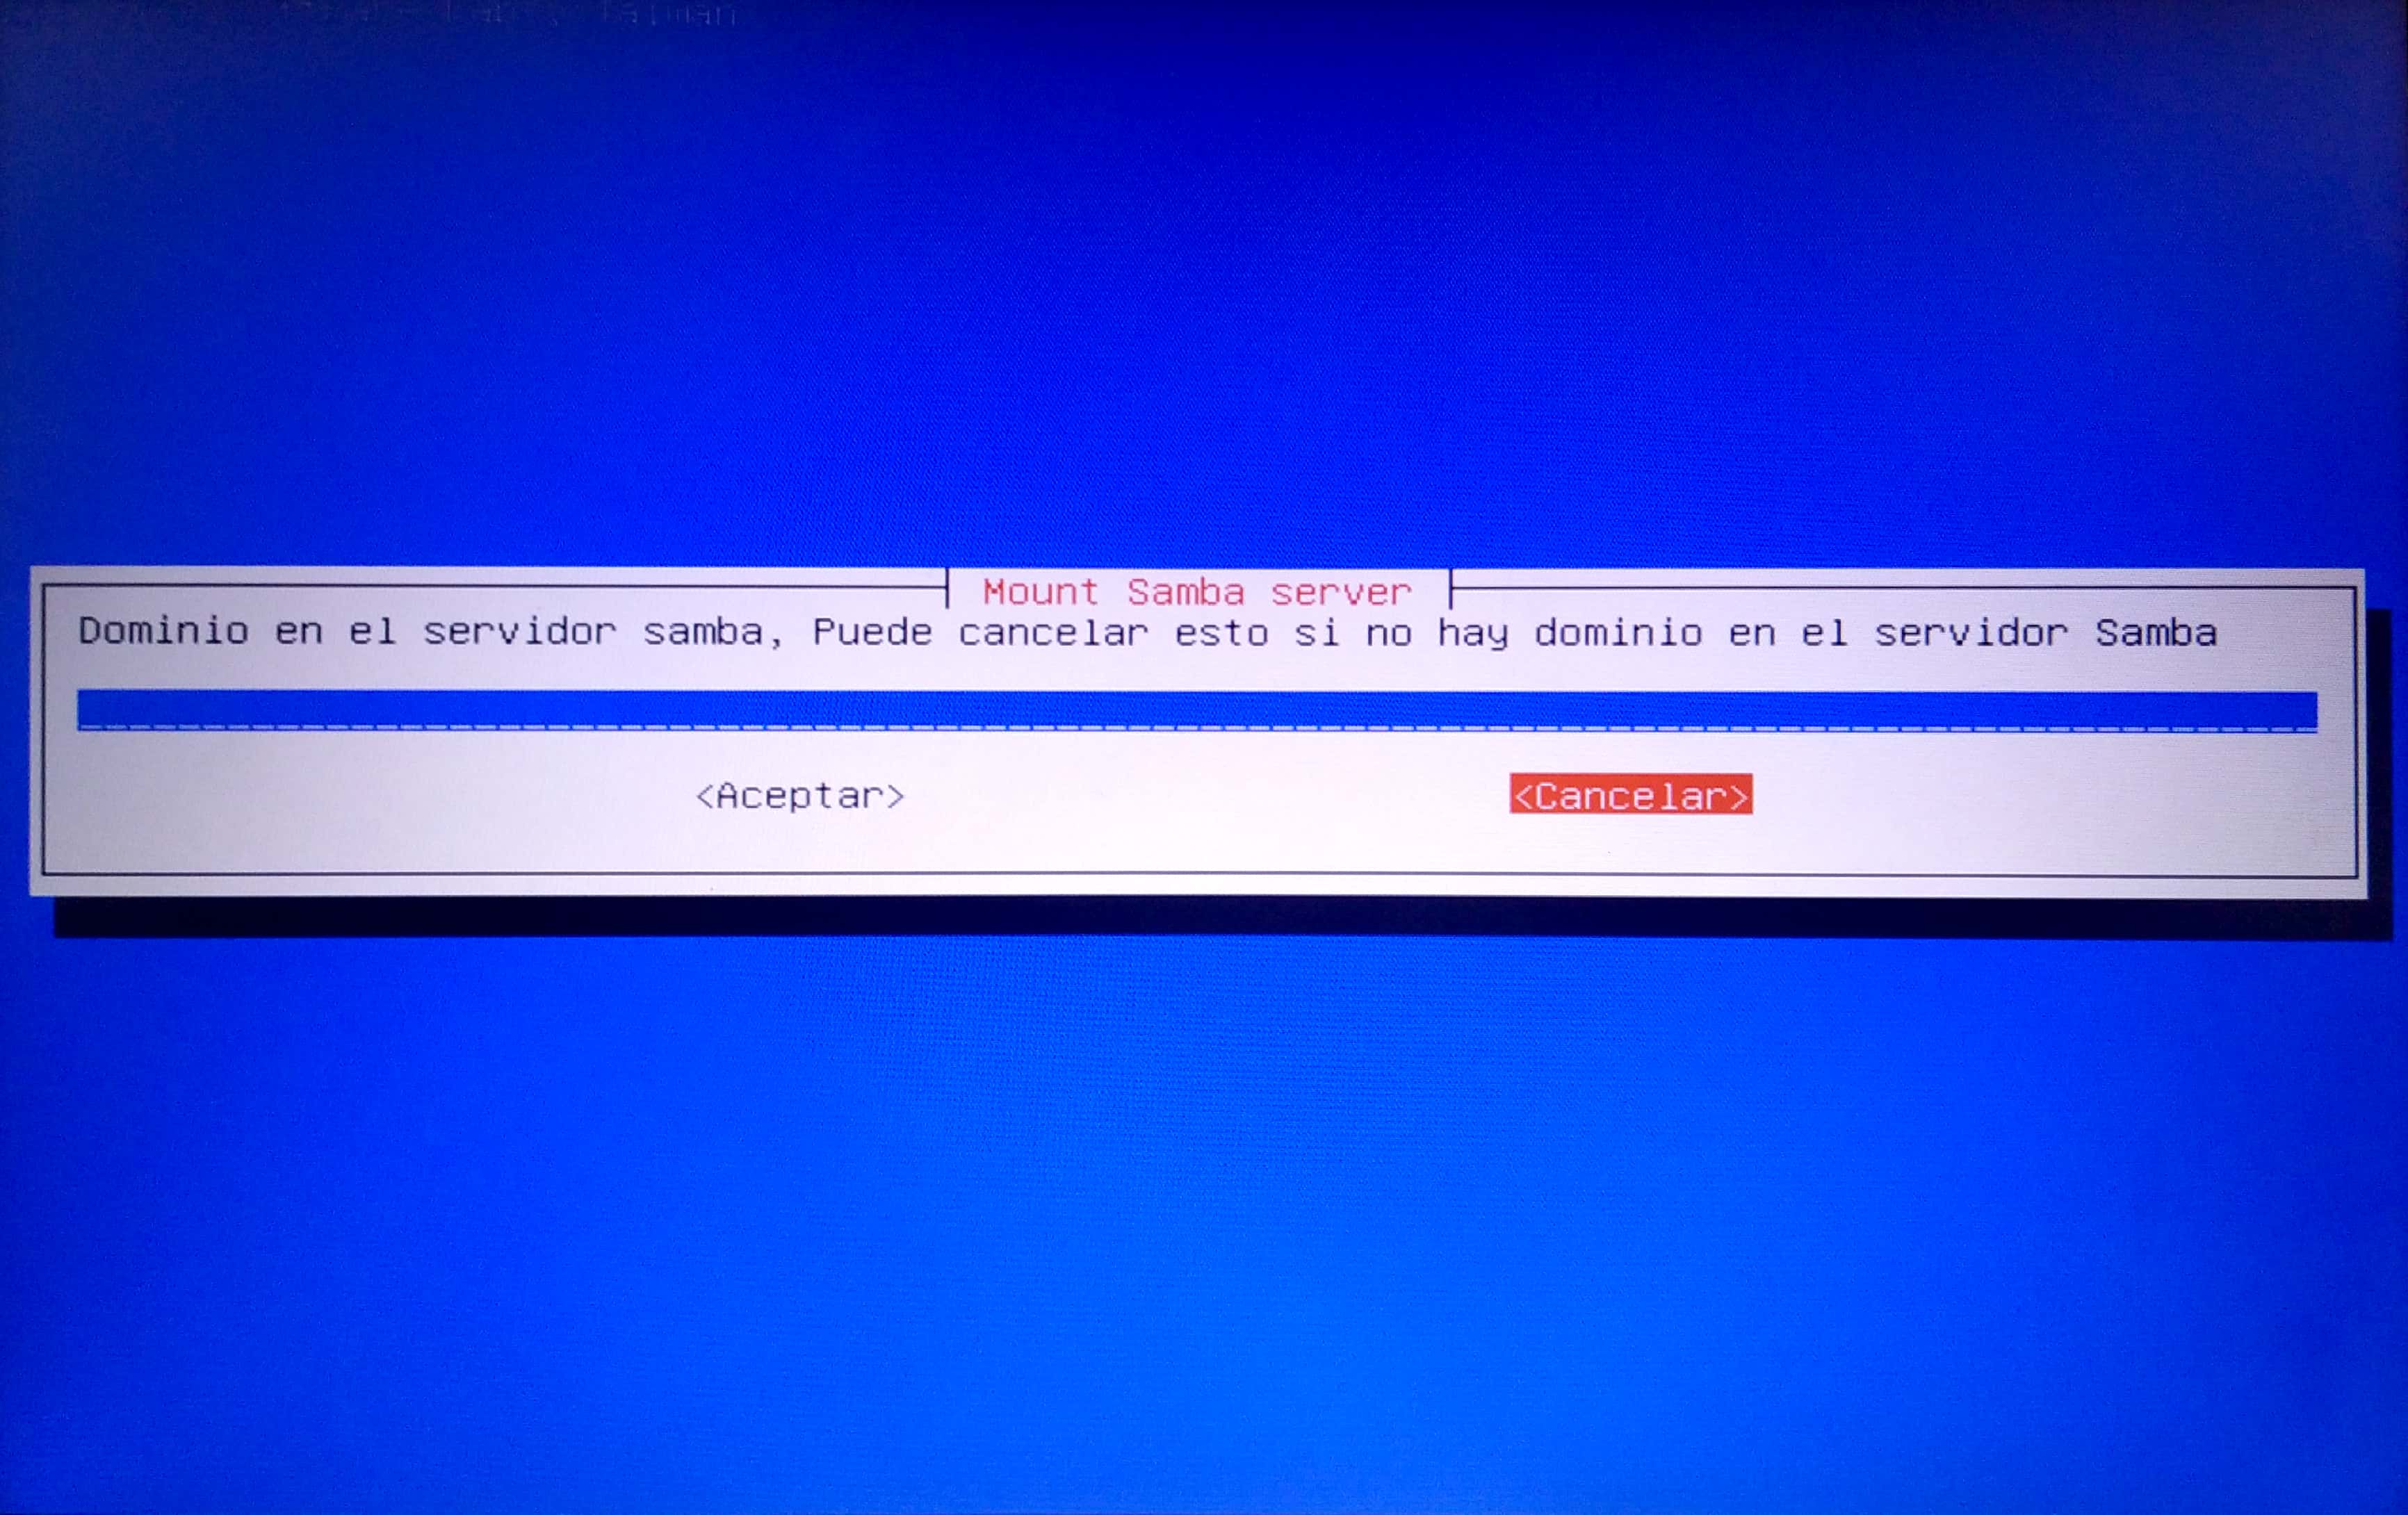 Mount Samba server
Dominio en el servidor samba, Puede cancelar esto si no hay dominio en el servidor Samba
<Aceptar> <Cancelar>